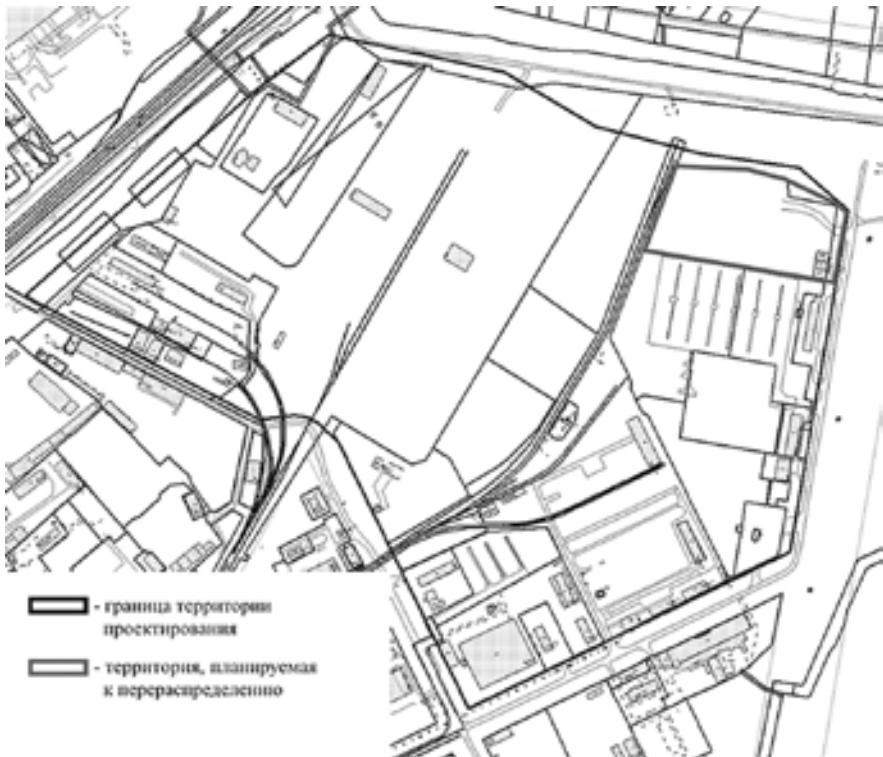 - граница территории
проектирования
- территория, планируемая
к перераспределению